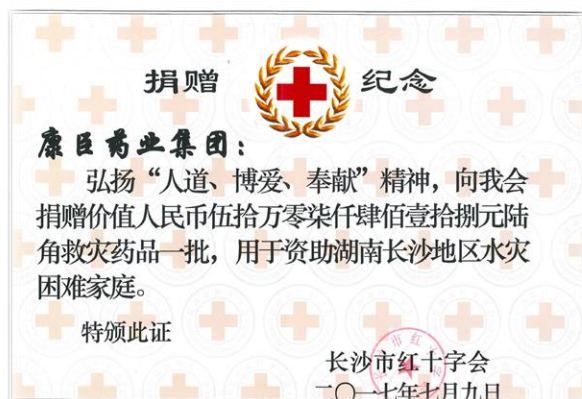 捐赠 纪念
康臣药业集团：
弘扬“人道、博爱、奉献”精神，向我会
捐赠价值人民币伍拾万零柒仟肆佰壹拾捌元陆
角救灾药品一批，用于资助湖南长沙地区水灾
困难家庭。
特颁此证
长沙市红十字会
二〇一七年七月九日